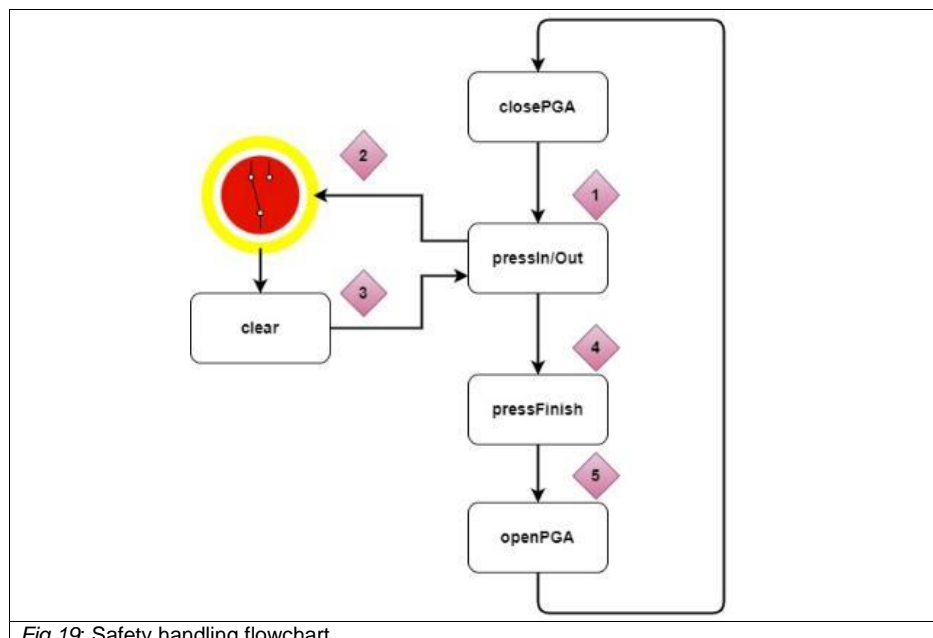 closePGA
2
1
pressIn/Out
3
clear
4
pressFinish
5
openPGA
Fig 19: Safety handling flowchart